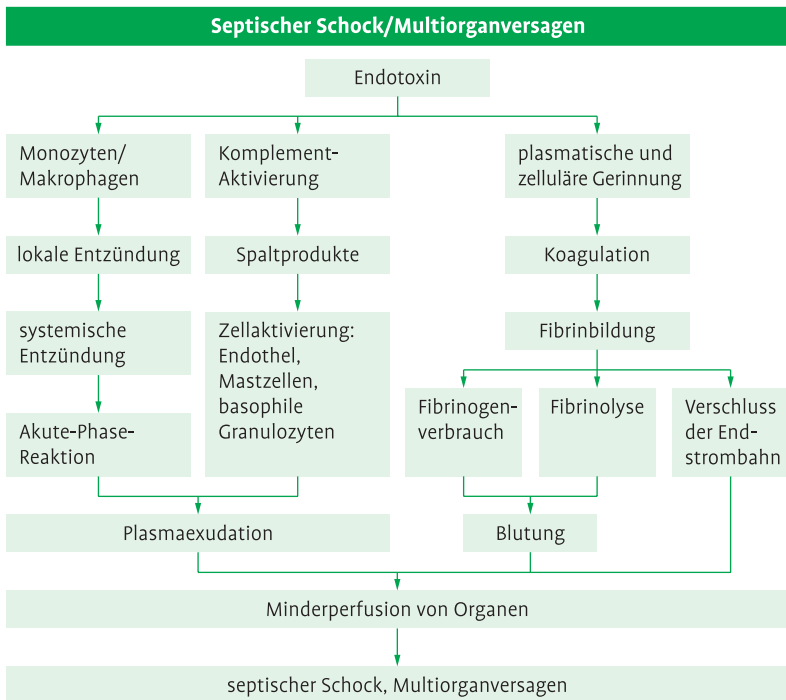 Septischer Schock/Multiorganversagen
Endotoxin
Monozyten/
Makrophagen
Komplement-
Aktivierung
plasmatische und
zelluläre Gerinnung
lokale Entzündung
Spaltprodukte
Koagulation
systemische
Entzündung
Zellaktivierung:
Endothel,
Mastzellen,
basophile
Granulozyten
Fibrinbildung
Akute-Phase-
Reaktion
Fibrinogen-
verbrauch
Fibrinolyse
Verschluss
der End-
strombahn
Plasmaexudation
Blutung
Minderperfusion von Organen
septischer Schock, Multiorganversagen